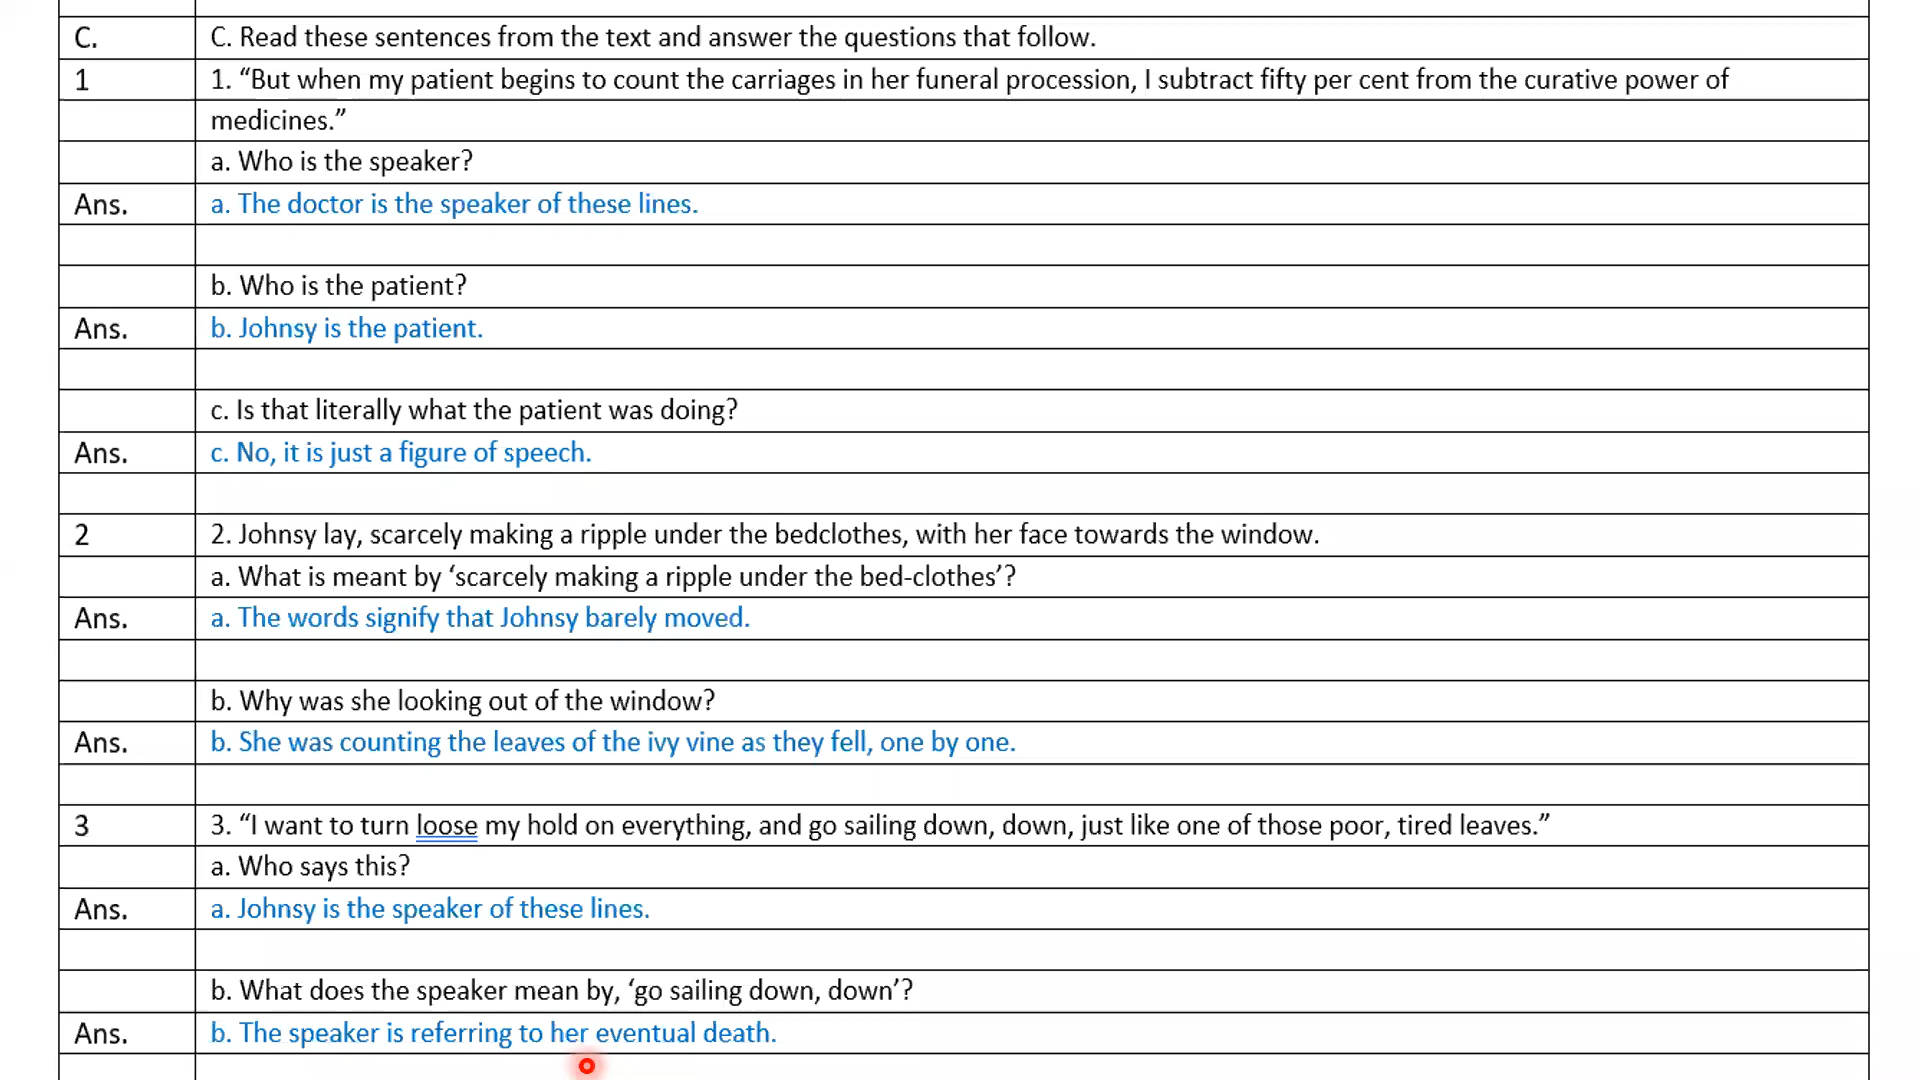 C. C. Read these sentences from the text and answer the questions that follow.
1 1. “But when my patient begins to count the carriages in her funeral procession, I subtract fifty per cent from the curative power of
medicines.”
a. Who is the speaker?
Ans. a. The doctor is the speaker of these lines.
b. Who is the patient?
Ans. b. Johnsy is the patient.
c. Is that literally what the patient was doing?
Ans. c. No, it is just a figure of speech.
2 2. Johnsy lay, scarcely making a ripple under the bedclothes, with her face towards the window.
a. What is meant by ‘scarcely making a ripple under the bed-clothes’?
Ans. a. The words signify that Johnsy barely moved.
b. Why was she looking out of the window?
Ans. b. She was counting the leaves of the ivy vine as they fell, one by one.
3 3. “I want to turn loose my hold on everything, and go sailing down, down, just like one of those poor, tired leaves.”
a. Who says this?
Ans. a. Johnsy is the speaker of these lines.
b. What does the speaker mean by, ‘go sailing down, down’?
Ans. b. The speaker is referring to her eventual death.